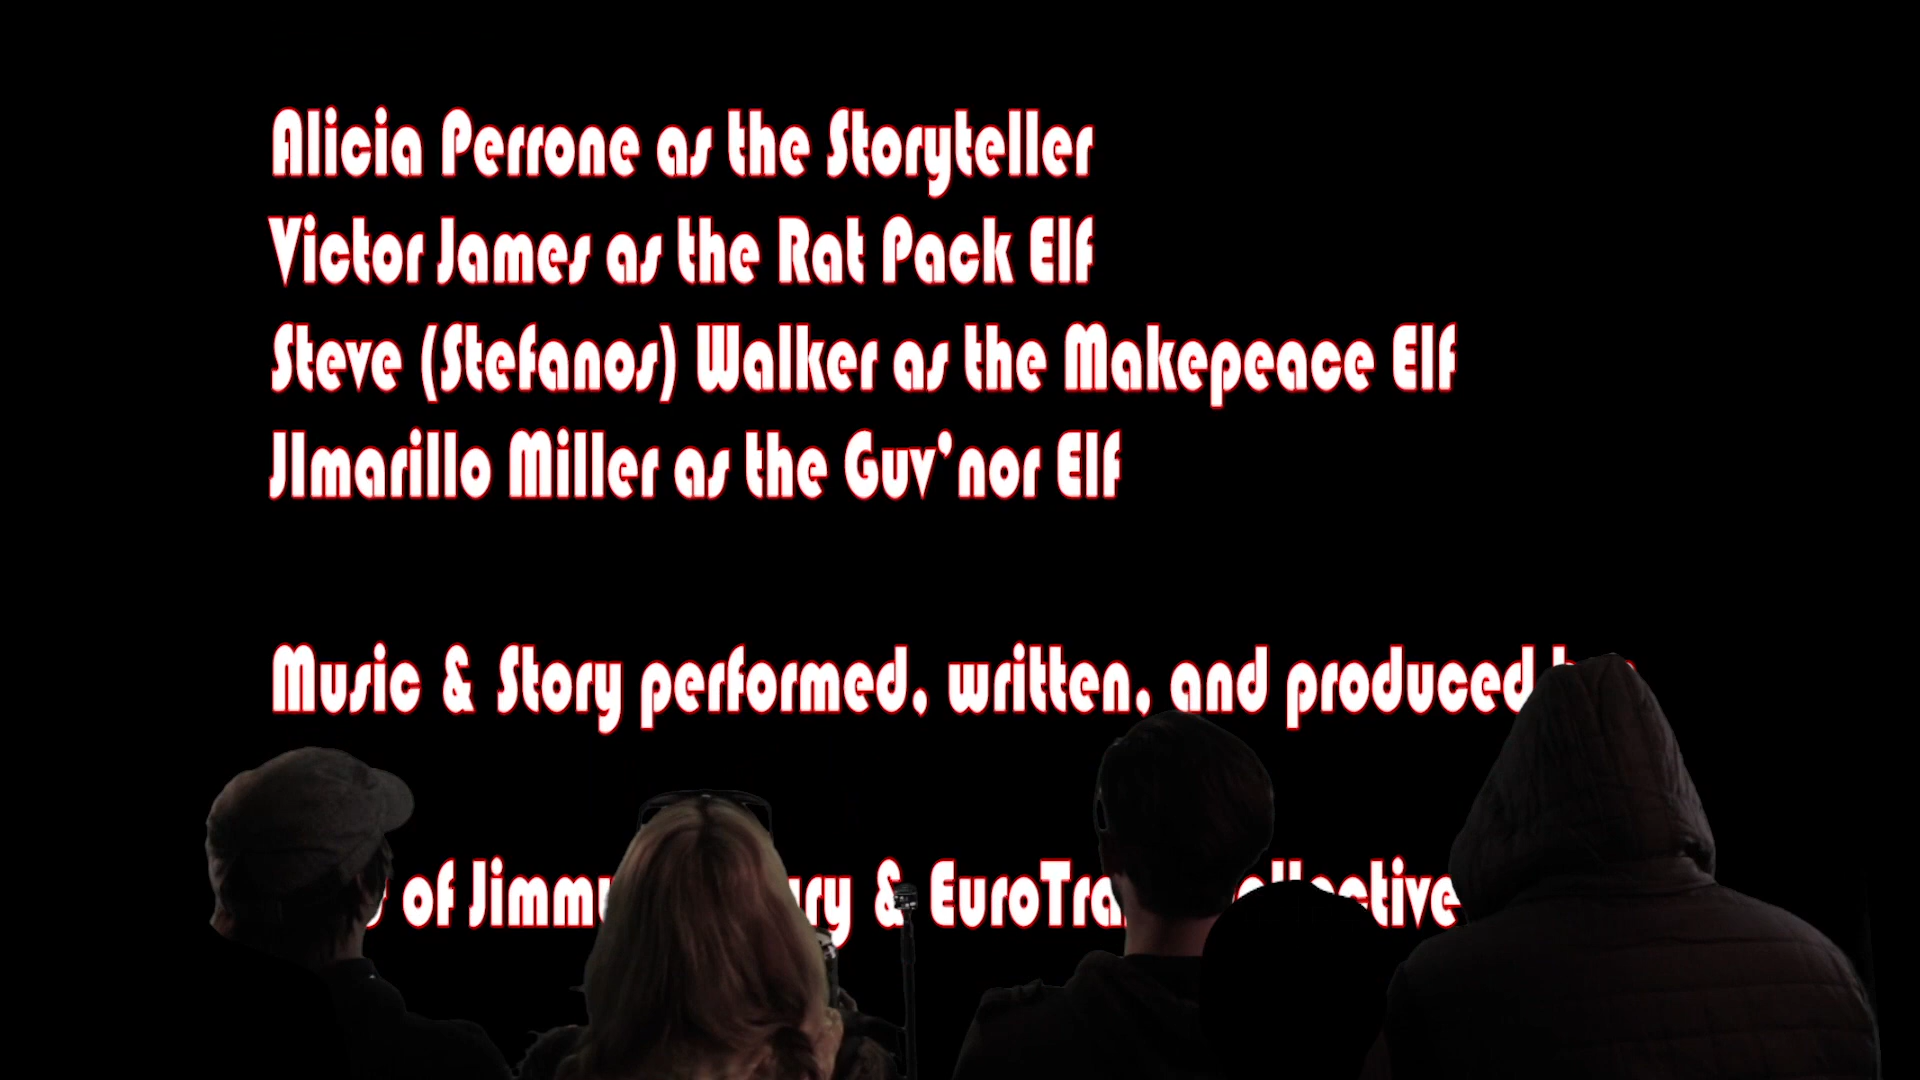 Alicia Perrone as the Storyteller
Victor James as the Rat Pack Elf
Steve (Stefanos) Walker as the Makepeace Elf
JImarillo Miller as the Guv'nor Elf
Music & Story performed, written, and produced
of &